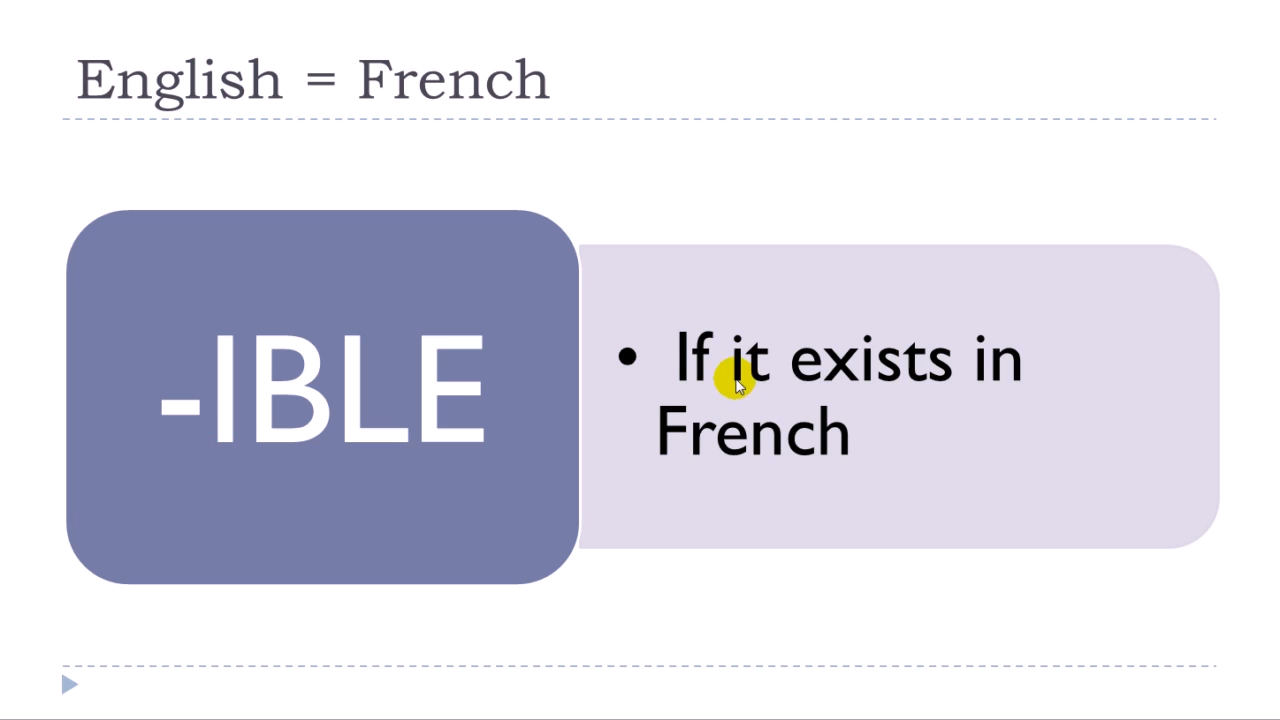 English = French
-IBLE
• If it exists in
French